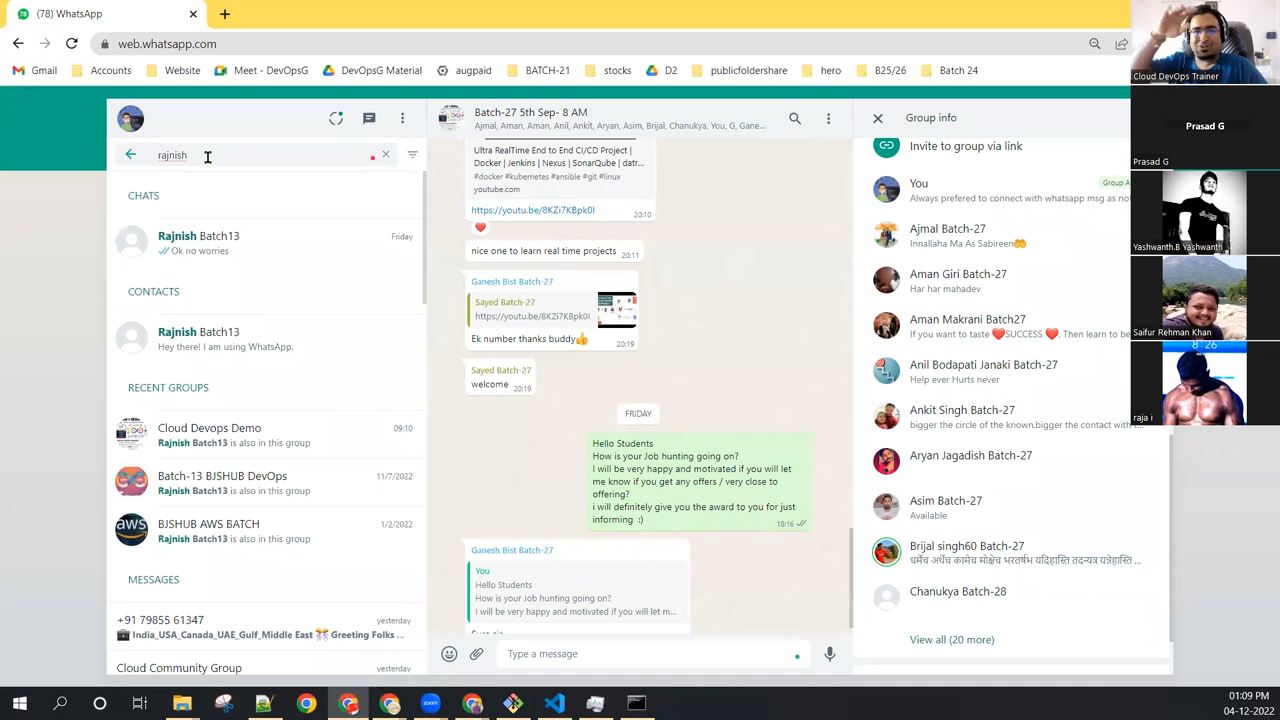 (78) WhatsApp
web.whatsapp.com
Gmail
Accounts
Website
Meet - DevOpsG
DevOpsG Material
augpaid
BATCH-21
stocks
D2
publicfoldershare
hero
B25/26
Batch 24
rajnish
CHATS
Rajnish Batch13
Friday
Ok no worries
CONTACTS
Rajnish Batch13
Hey there! I am using WhatsApp.
RECENT GROUPS
Cloud Devops Demo
09:10
Rajnish Batch13 is also in this group
Batch-13 BJSHUB DevOps
11/7/2022
Rajnish Batch13 is also in this group
BJSHUB AWS BATCH
1/2/2022
Rajnish Batch13 is also in this group
MESSAGES
+91 79855 61347
yesterday
India_USA_Canada_UAE_Gulf_Middle East Greeting Folks ...
Cloud Community Group
yesterday
Batch-27 5th Sep- 8 AM
Ajmal, Aman, Aman, Anil, Ankit, Aryan, Asim, Brijal, Chanukya, You, G, Gane...
Ultra RealTime End to End CI/CD Project |
Docker | Jenkins | Nexus | SonarQube | datr...
#docker #kubernetes #ansible #git #linux
youtube.com
https://youtu.be/8KZi7KBpk0I
20:10
nice one to learn real time projects
20:11
Ganesh Bist Batch-27
Sayed Batch-27
https://youtu.be/8KZi7KBpk0I
Ek number thanks buddy👍
20:19
Sayed Batch-27
welcome
20:19
FRIDAY
Hello Students
How is your Job hunting going on?
I will be very happy and motivated if you will let
me know if you get any offers / very close to
offering?
i will definitely give you the award to you for just
informing :)
18:16
Ganesh Bist Batch-27
You
Hello Students
How is your Job hunting going on?
I will be very happy and motivated if you will let m...
Type a message
Group info
Invite to group via link
You
Group A
Always prefered to connect with whatsapp msg as not
Ajmal Batch-27
Innallaha Ma As Sabireen
Aman Giri Batch-27
Har har mahadev
Aman Makrani Batch27
If you want to taste ❤️SUCCESS ❤️. Then learn to be
Anil Bodapati Janaki Batch-27
Help ever Hurts never
Ankit Singh Batch-27
bigger the circle of the known,bigger the contact with t...
Aryan Jagadish Batch-27
Asim Batch-27
Available
Brijal singh60 Batch-27
धर्मेच अर्थेच कामेच मोक्षेच भरतर्षभ यदिहास्ति तदन्यत्र यन्नेहास्ति ...
Chanukya Batch-28
View all (20 more)
Cloud DevOps Trainer
Prasad G
Prasad G
Yashwanth.B Yashwanth
Saifur Rehman Khan
8:26
raja i
01:09 PM
04-12-2022